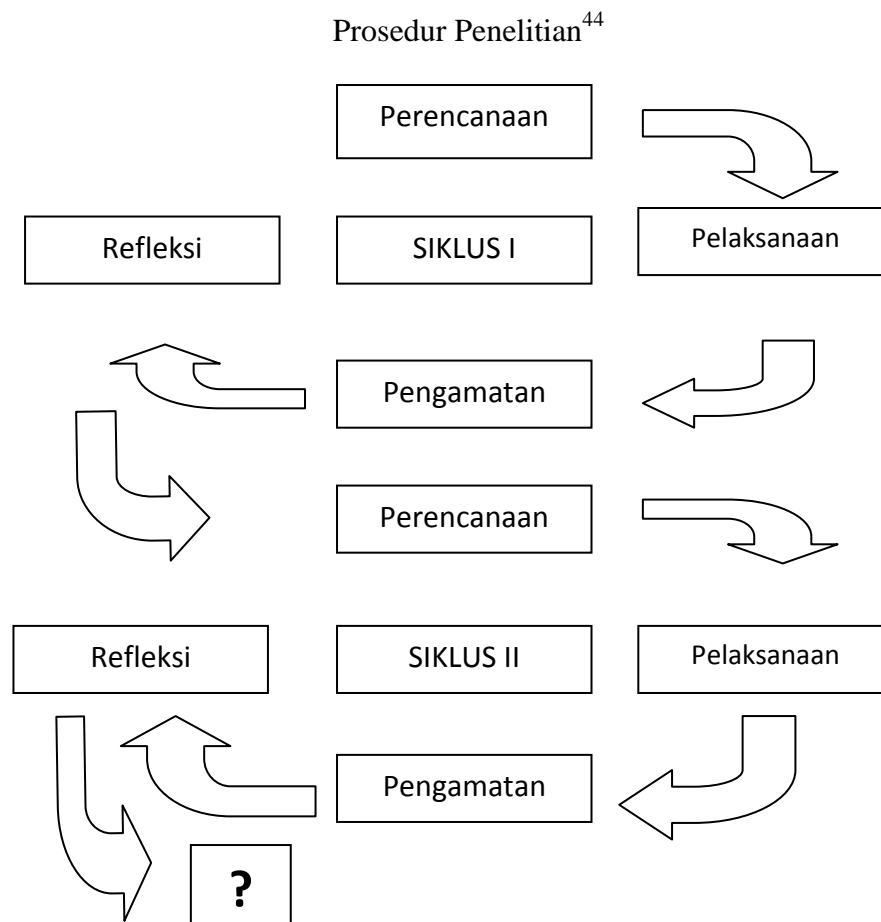 Prosedur Penelitian44
Perencanaan
Refleksi
SIKLUS I
Pelaksanaan
Pengamatan
Perencanaan
Refleksi
SIKLUS II
Pelaksanaan
Pengamatan
?